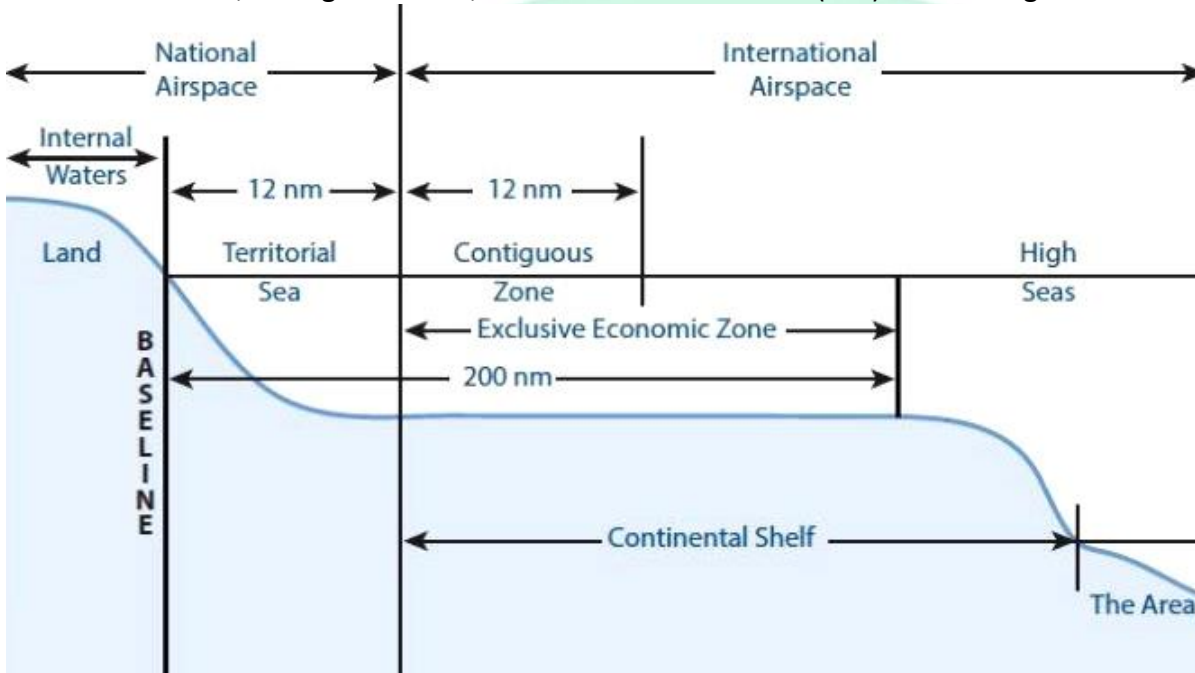 National
Airspace
International
Airspace
Internal
Waters
12 nm
12 nm
Land
Territorial
Sea
Contiguous
Zone
High
Seas
Exclusive Economic Zone
200 nm
BASELINE
Continental Shelf
The Area